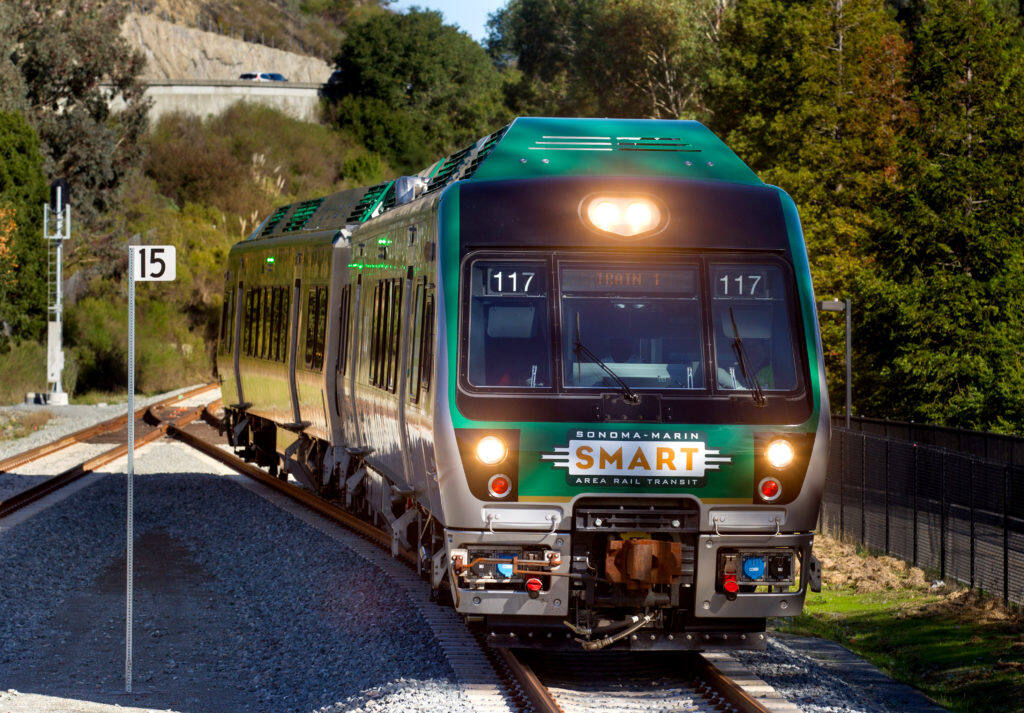 15
117
TRAIN 1
117
SONOMA-MARIN
SMART
AREA RAIL TRANSIT